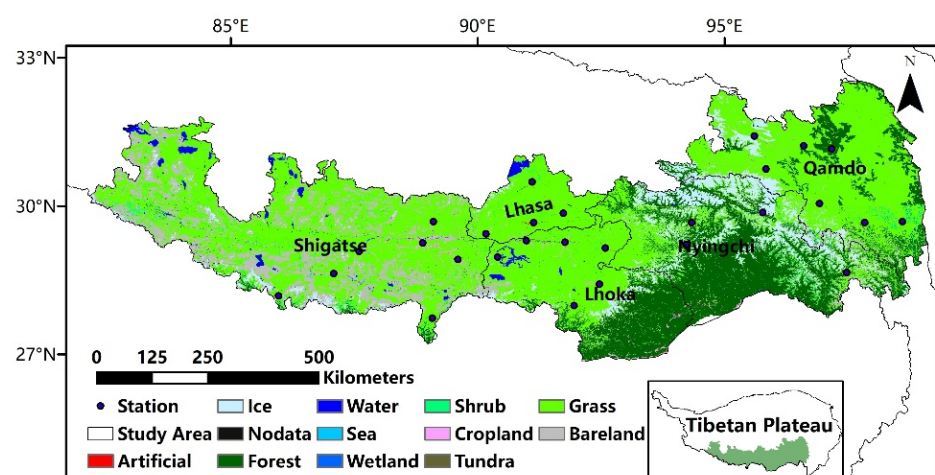 85°E 90°E 95°E
33°N
N
Qamdo
30°N
Lhasa
Shigatse
Nyingchi
Lhoka
27°N
0 125 250 500
Kilometers
Station Ice Water Shrub Grass
Study Area Nodata Sea Cropland Bareland
Artificial Forest Wetland Tundra
Tibetan Plateau